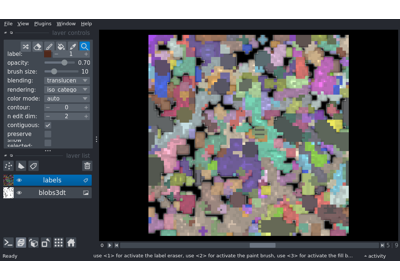 File View Plugins Window Help
layer controls
label: 1
opacity: 0.70
brush size: 10
blending: translucen
rendering: iso_catego
color mode: auto
contour: 0
n edit dim: 2
contiguous:
preserve
selected:
layer list
labels
blobs3dt
Ready
use <1> for activate the label eraser, use <2> for activate the paint brush, use <3> for activate the fill b...
activity